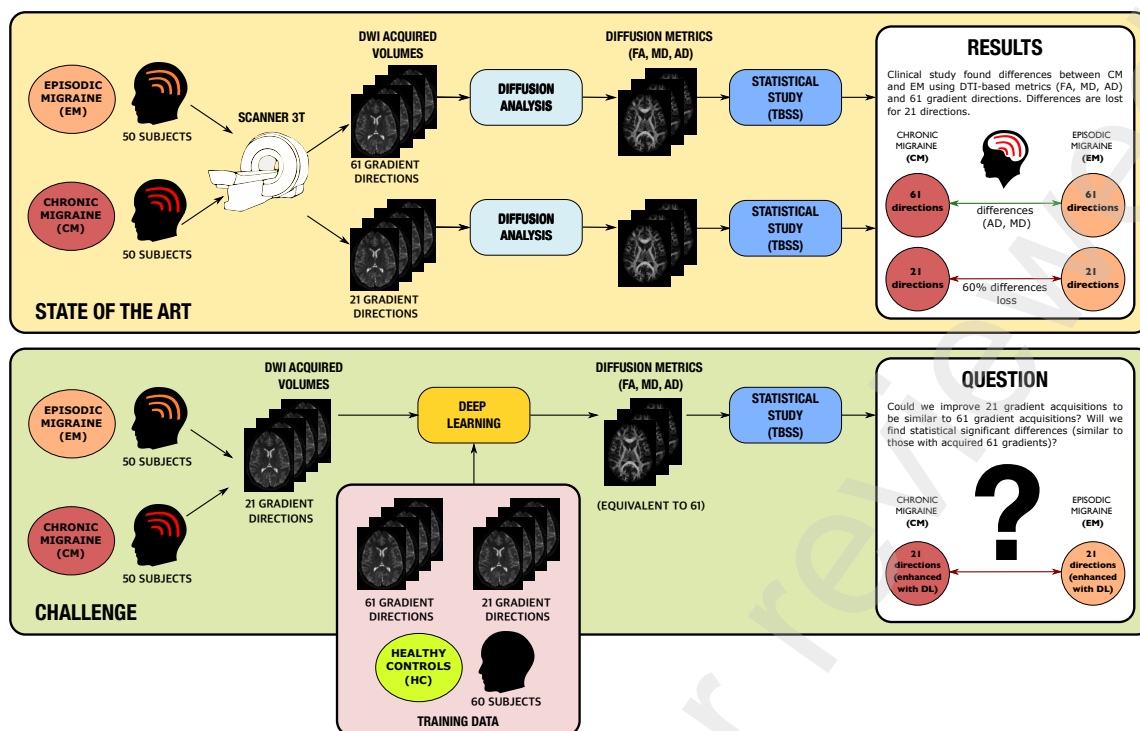 DWI ACQUIRED
VOLUMES
DIFFUSION METRICS
(FA, MD, AD)
EPISODIC
MIGRAINE
(EM)
50 SUBJECTS
SCANNER 3T
CHRONIC
MIGRAINE
(CM)
50 SUBJECTS
61 GRADIENT
DIRECTIONS
DIFFUSION
ANALYSIS
STATISTICAL
STUDY
(TBSS)
21 GRADIENT
DIRECTIONS
DIFFUSION
ANALYSIS
STATISTICAL
STUDY
(TBSS)
RESULTS
Clinical study found differences between CM
and EM using DTI-based metrics (FA, MD, AD)
and 61 gradient directions. Differences are lost
for 21 directions.
CHRONIC
MIGRAINE
(CM)
EPISODIC
MIGRAINE
(EM)
61
directions
differences
(AD, MD)
61
directions
21
directions
60% differences
loss
21
directions
STATE OF THE ART
EPISODIC
MIGRAINE
(EM)
50 SUBJECTS
CHRONIC
MIGRAINE
(CM)
50 SUBJECTS
DWI ACQUIRED
VOLUMES
21 GRADIENT
DIRECTIONS
DEEP
LEARNING
DIFFUSION METRICS
(FA, MD, AD)
(EQUIVALENT TO 61)
STATISTICAL
STUDY
(TBSS)
QUESTION
Could we improve 21 gradient acquisitions to
be similar to 61 gradient acquisitions? Will we
find statistical significant differences (similar to
those with acquired 61 gradients)?
CHRONIC
MIGRAINE
(CM)
?
EPISODIC
MIGRAINE
(EM)
21
directions
(enhanced
with DL)
21
directions
(enhanced
with DL)
CHALLENGE
61 GRADIENT
DIRECTIONS
21 GRADIENT
DIRECTIONS
HEALTHY
CONTROLS
(HC)
60 SUBJECTS
TRAINING DATA
r review